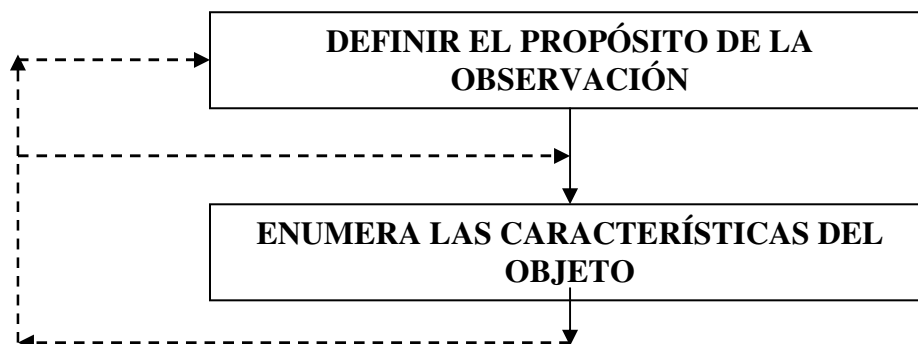 DEFINIR EL PROPÓSITO DE LA
OBSERVACIÓN
ENUMERA LAS CARACTERÍSTICAS DEL
OBJETO